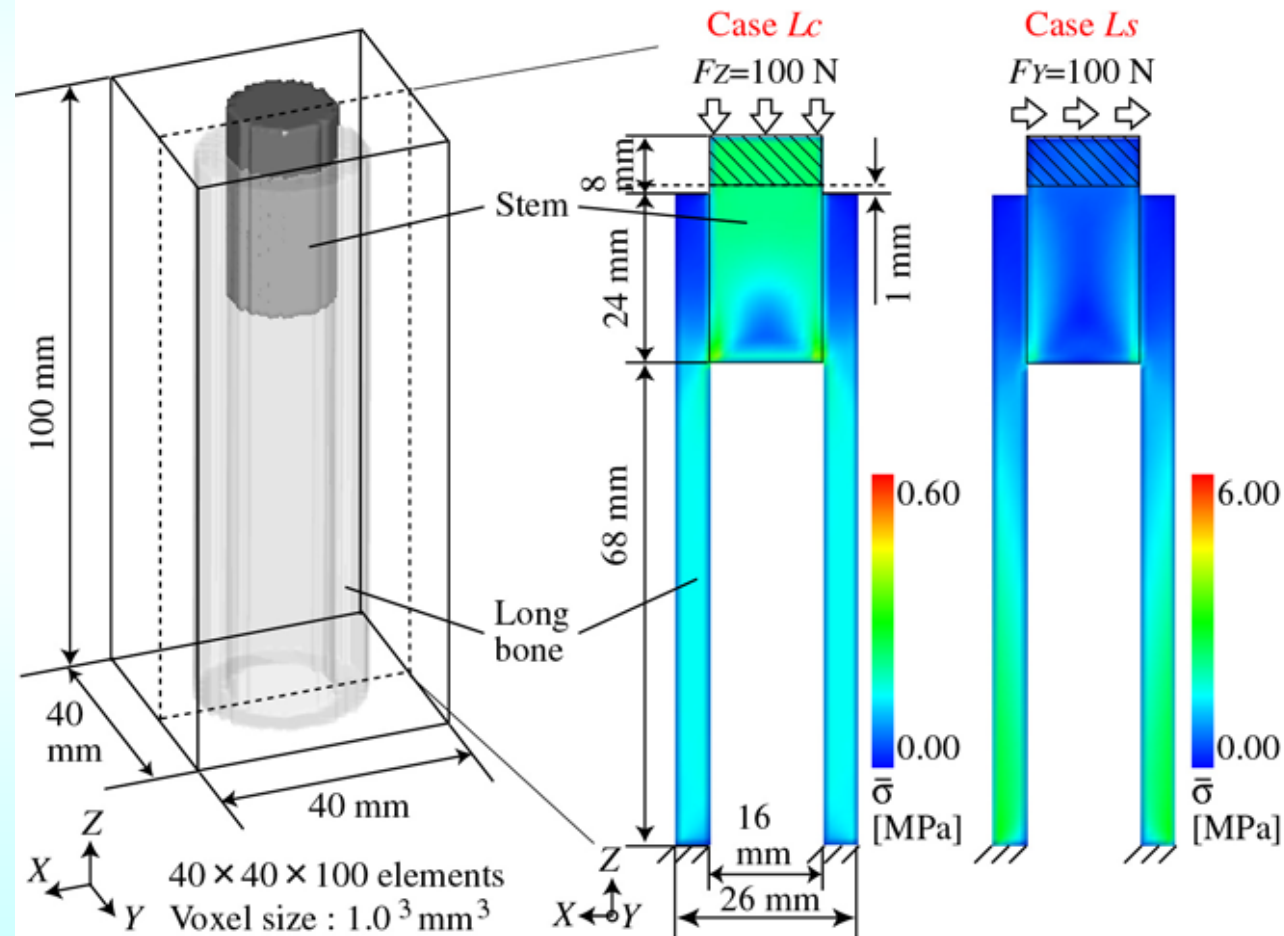 Case Lc
FZ=100 N
Case Ls
FY=100 N
100 mm
Stem
8 mm
24 mm
1 mm
68 mm
Long
bone
0.60
0.00
σ̄
[MPa]
6.00
0.00
σ̄
[MPa]
40
mm
40 mm
16
mm
26 mm
Z
X
Y
40 × 40 × 100 elements
Voxel size : 1.0³ mm³
Z
X
Y